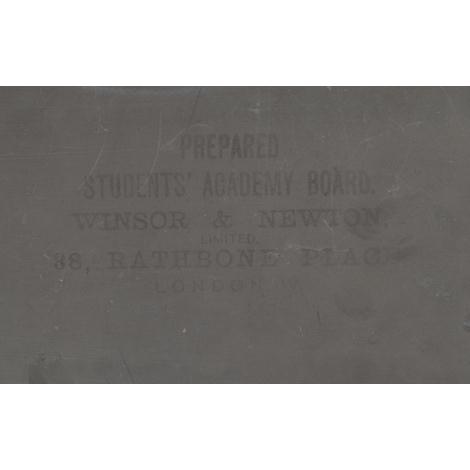 PREPARED
STUDENTS' ACADEMY BOARD.
WINSOR & NEWTON,
LIMITED,
38, RATHBONE PLACE
LONDON, W.